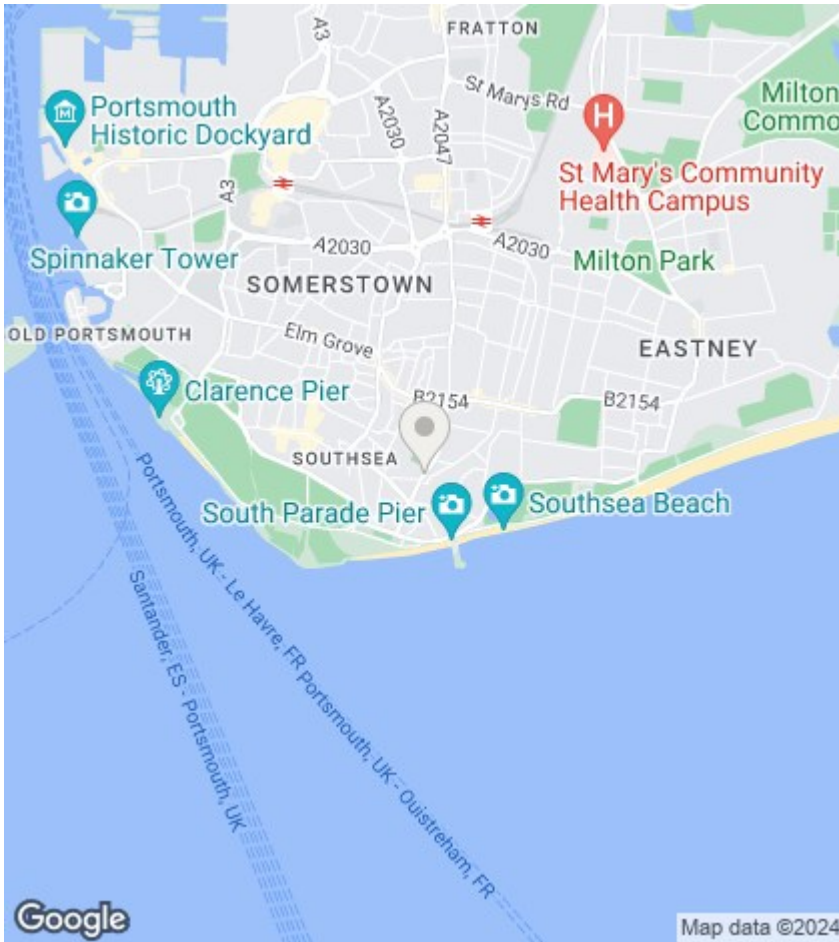 FRATTON
A3
St Marys Rd
Milton
Commo
Portsmouth
Historic Dockyard
A2030
A2047
H
St Mary's Community
Health Campus
A3
A2030
A2030
Spinnaker Tower
Milton Park
SOMERSTOWN
OLD PORTSMOUTH
Elm Grove
EASTNEY
Clarence Pier
B2154
B2154
SOUTHSEA
South Parade Pier
Southsea Beach
Portsmouth, UK - Le Havre, FR
Portsmouth, UK - Ouistreham, FR
Santander, ES - Portsmouth, UK
Google
Map data ©2024